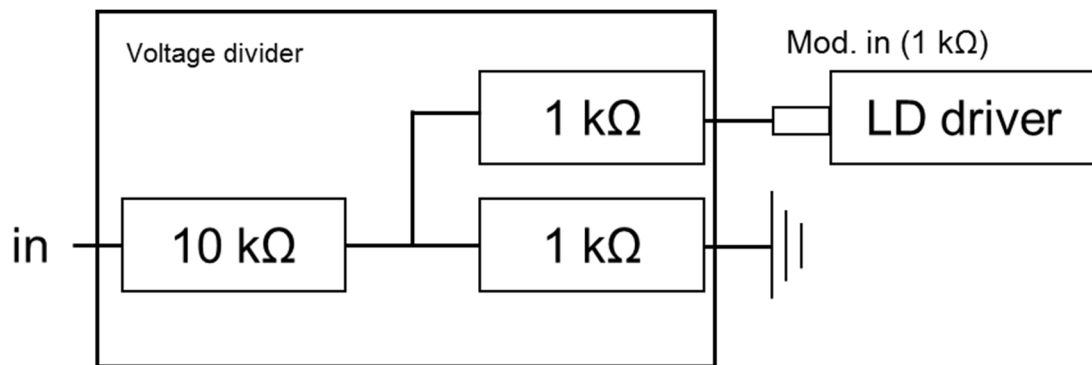 Voltage divider
Mod. in (1 kΩ)
1 kΩ
LD driver
in
10 kΩ
1 kΩ